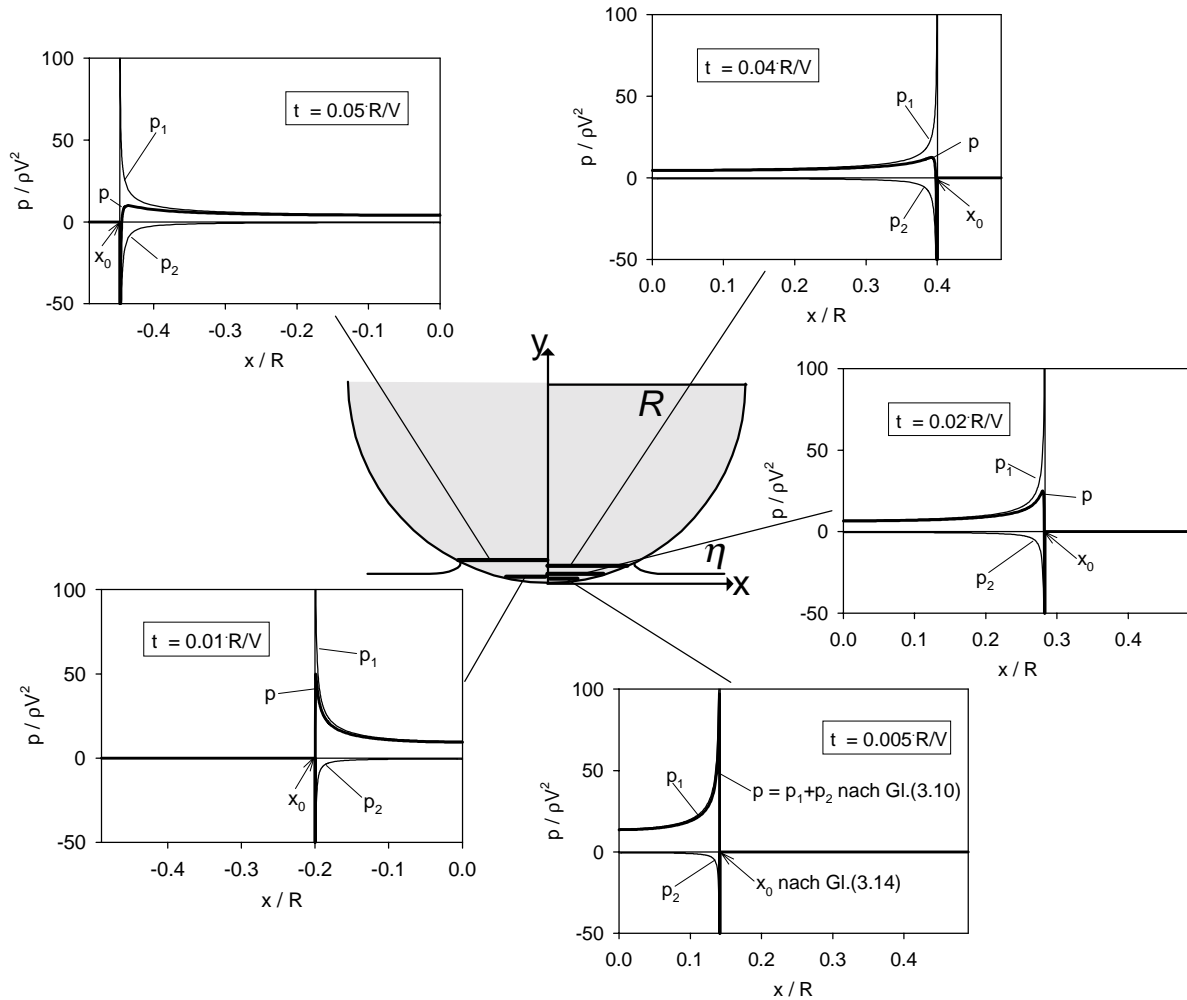 t = 0.05·R/V
p / ρV²
100
50
0
-50
p₁
p
x₀
p₂
-0.4 -0.3 -0.2 -0.1 0.0
x / R
t = 0.04·R/V
p / ρV²
100
50
0
-50
p₁
p
p₂
x₀
0.0 0.1 0.2 0.3 0.4
x / R
y
R
η
x
t = 0.02·R/V
p / ρV²
100
50
0
-50
p₁
p
p₂
x₀
0.0 0.1 0.2 0.3 0.4
x / R
t = 0.01·R/V
p / ρV²
100
50
0
-50
p₁
p
x₀
p₂
-0.4 -0.3 -0.2 -0.1 0.0
x / R
t = 0.005·R/V
p / ρV²
100
50
0
-50
p₁
p = p₁+p₂ nach Gl.(3.10)
p₂
x₀ nach Gl.(3.14)
0.0 0.1 0.2 0.3 0.4
x / R